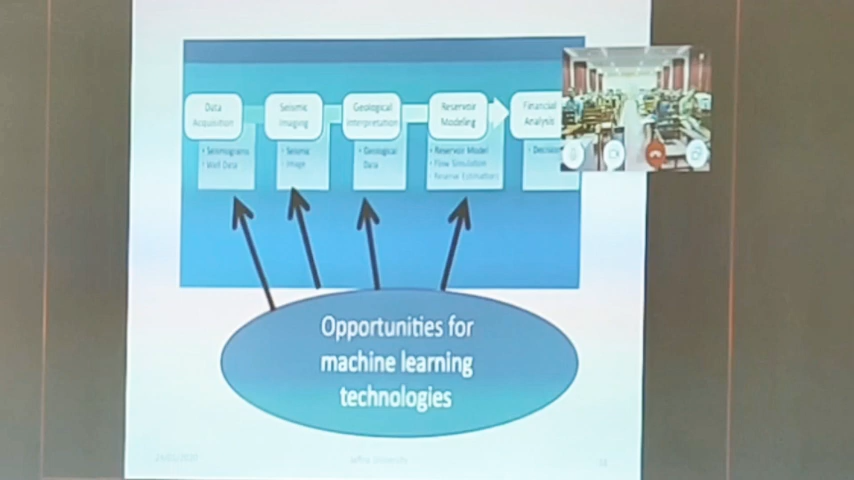 Data
Acquisition
• Seismograms
• Well Data
Seismic
Imaging
• Seismic
Image
Geological
Interpretation
• Geological
Data
Reservoir
Modeling
• Reservoir Model
• Flow Simulation
• Reserve Estimation
Financial
Analysis
• Decision
Opportunities for
machine learning
technologies